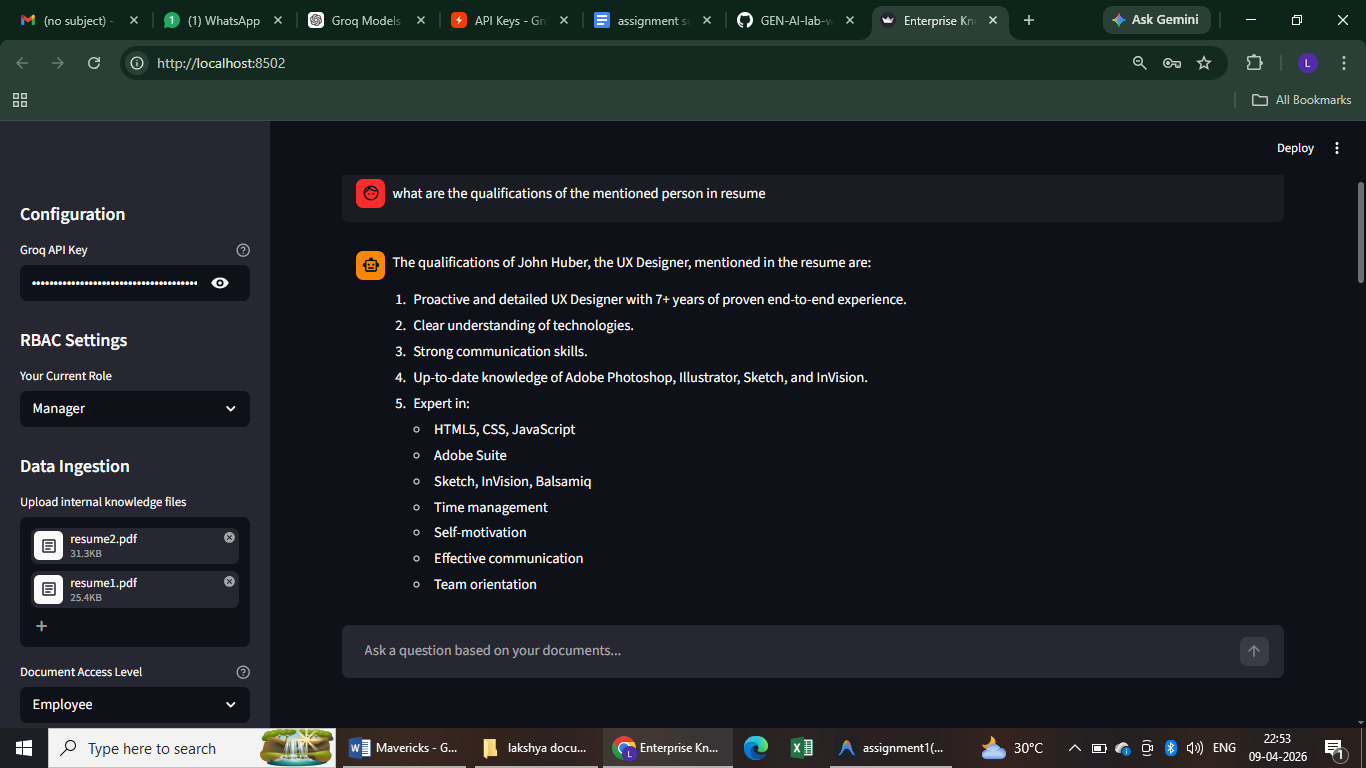 (no subject) -
1
(1) WhatsApp
Groq Models
API Keys - Gr
assignment s
GEN-AI-lab-w
Enterprise Kn
Ask Gemini
http://localhost:8502
L
All Bookmarks
Deploy
Configuration
Groq API Key
RBAC Settings
Your Current Role
Manager
Data Ingestion
Upload internal knowledge files
resume2.pdf
31.3KB
resume1.pdf
25.4KB
+
Document Access Level
Employee
what are the qualifications of the mentioned person in resume
The qualifications of John Huber, the UX Designer, mentioned in the resume are:
1. Proactive and detailed UX Designer with 7+ years of proven end-to-end experience.
2. Clear understanding of technologies.
3. Strong communication skills.
4. Up-to-date knowledge of Adobe Photoshop, Illustrator, Sketch, and InVision.
5. Expert in:
HTML5, CSS, JavaScript
Adobe Suite
Sketch, InVision, Balsamiq
Time management
Self-motivation
Effective communication
Team orientation
Ask a question based on your documents...
Type here to search
Mavericks - G...
lakshya docu...
Enterprise Kn...
assignment1(...
30°C
ENG
22:53
09-04-2026
1